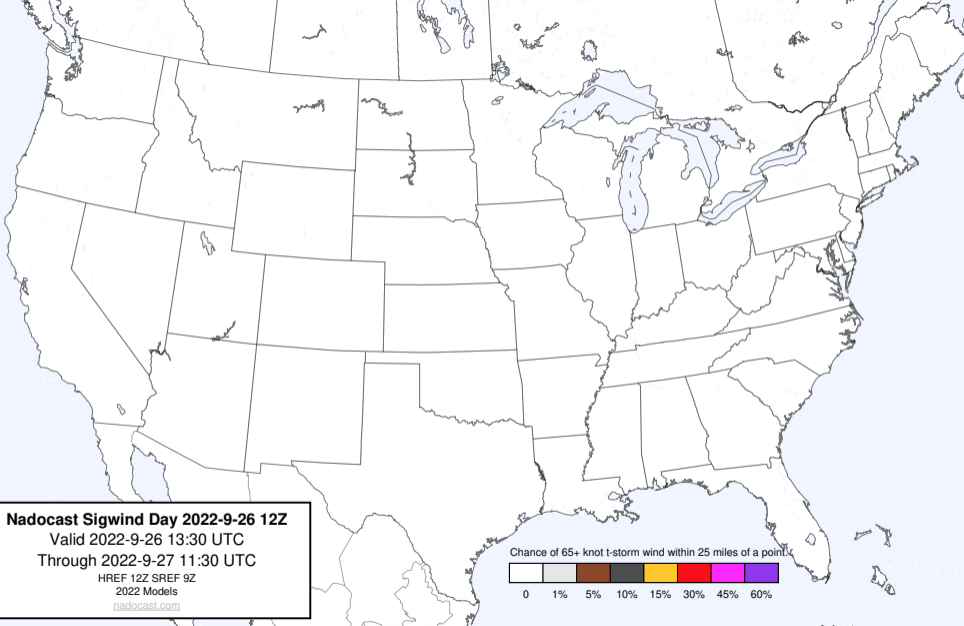 Nadocast Sigwind Day 2022-9-26 12Z
Valid 2022-9-26 13:30 UTC
Through 2022-9-27 11:30 UTC
HREF 12Z SREF 9Z
2022 Models
nadocast.com
Chance of 65+ knot t-storm wind within 25 miles of a point.
0 1% 5% 10% 15% 30% 45% 60%